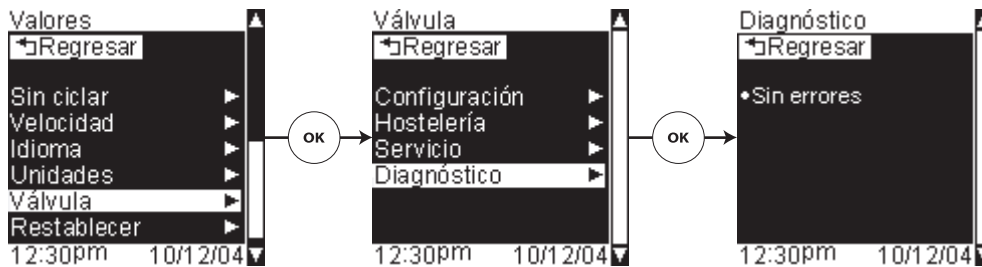 Valores
Regresar
Sin ciclar
Velocidad
Idioma
Unidades
Válvula
Restablecer
12:30pm 10/12/04
OK
Válvula
Regresar
Configuración
Hostelería
Servicio
Diagnóstico
12:30pm 10/12/04
OK
Diagnóstico
Regresar
•Sin errores
12:30pm 10/12/04